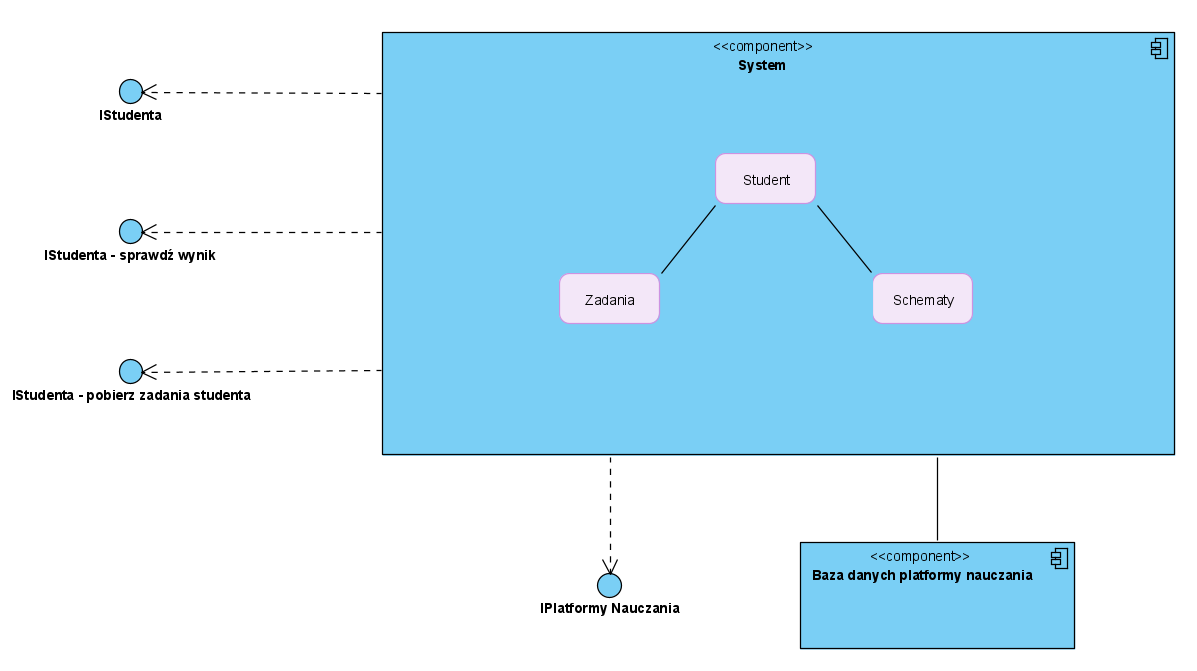 <<component>>
System
IStudenta
Student
IStudenta - sprawdź wynik
Zadania
Schematy
IStudenta - pobierz zadania studenta
<<component>>
Baza danych platformy nauczania
IPlatformy Nauczania